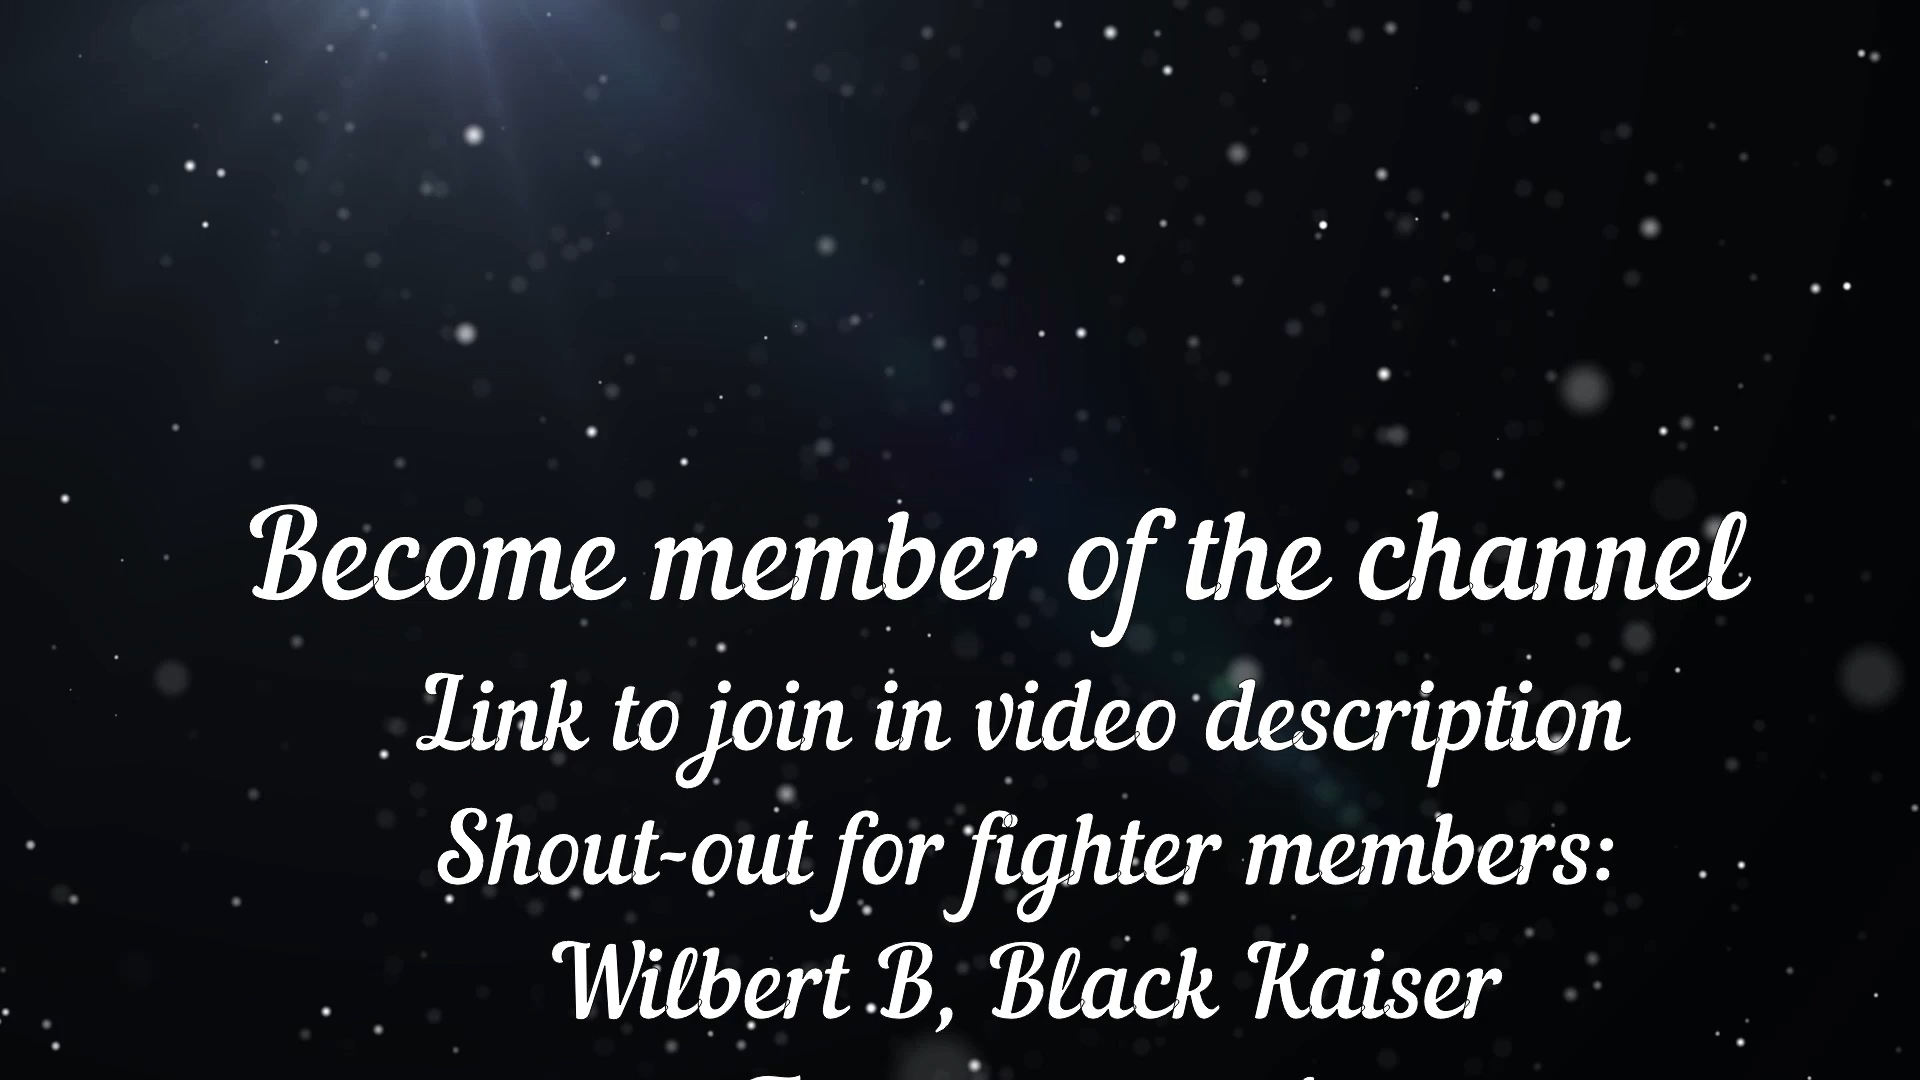 Become member of the channel
Link to join in video description
Shout-out for fighter members:
Wilbert B, Black Kaiser